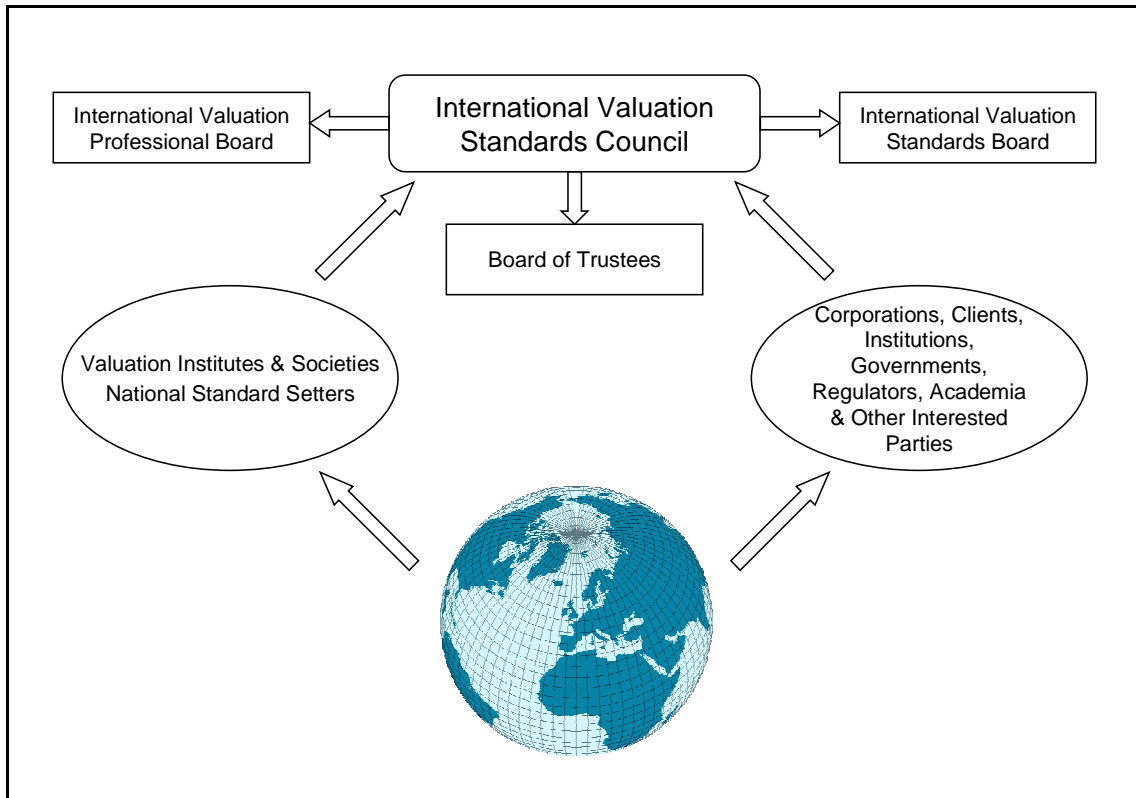 International Valuation
Professional Board
International Valuation
Standards Council
International Valuation
Standards Board
Board of Trustees
Valuation Institutes & Societies
National Standard Setters
Corporations, Clients,
Institutions,
Governments,
Regulators, Academia
& Other Interested
Parties